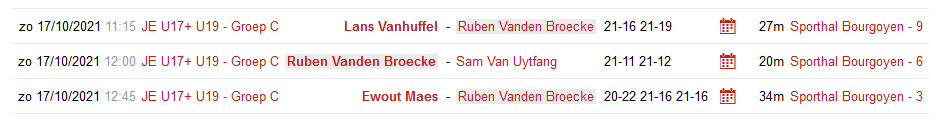 zo 17/10/2021 11:15 JE U17+ U19 - Groep C Lans Vanhuffel - Ruben Vanden Broecke 21-16 21-19 27m Sporthal Bourgoyen - 9
zo 17/10/2021 12:00 JE U17+ U19 - Groep C Ruben Vanden Broecke - Sam Van Uytfang 21-11 21-12 20m Sporthal Bourgoyen - 6
zo 17/10/2021 12:45 JE U17+ U19 - Groep C Ewout Maes - Ruben Vanden Broecke 20-22 21-16 21-16 34m Sporthal Bourgoyen - 3